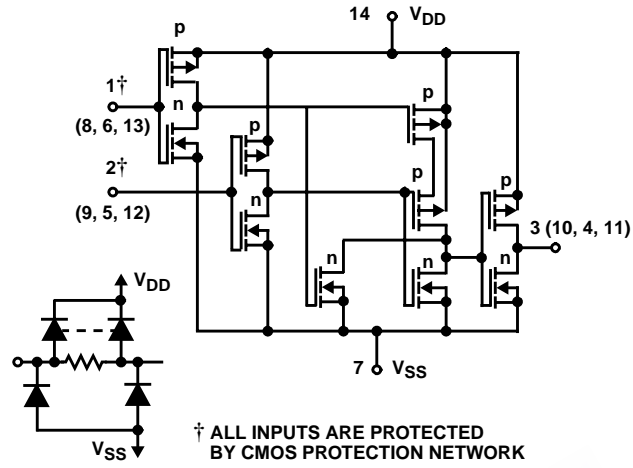 14 VDD
p
1†
n
(8, 6, 13)
p
p
2†
p
p
(9, 5, 12)
n
3 (10, 4, 11)
n
n
n
VDD
7 VSS
VSS
† ALL INPUTS ARE PROTECTED
BY CMOS PROTECTION NETWORK